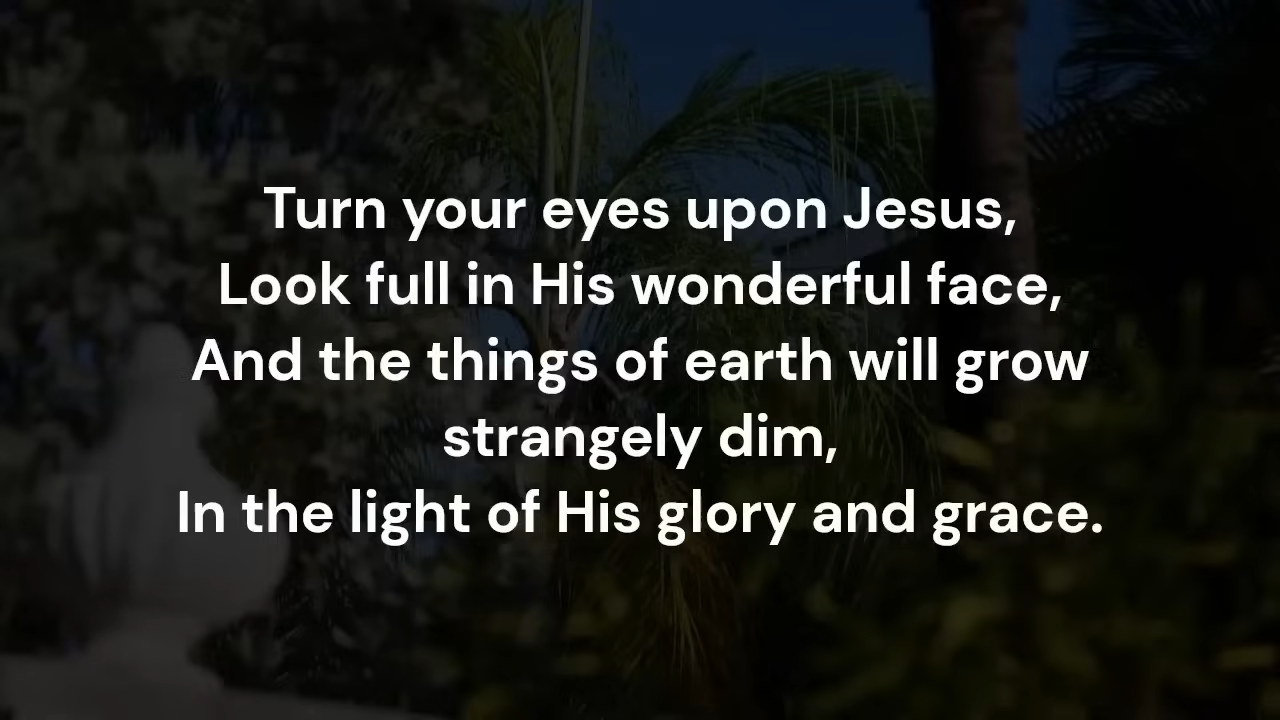 Turn your eyes upon Jesus,
Look full in His wonderful face,
And the things of earth will grow
strangely dim,
In the light of His glory and grace.